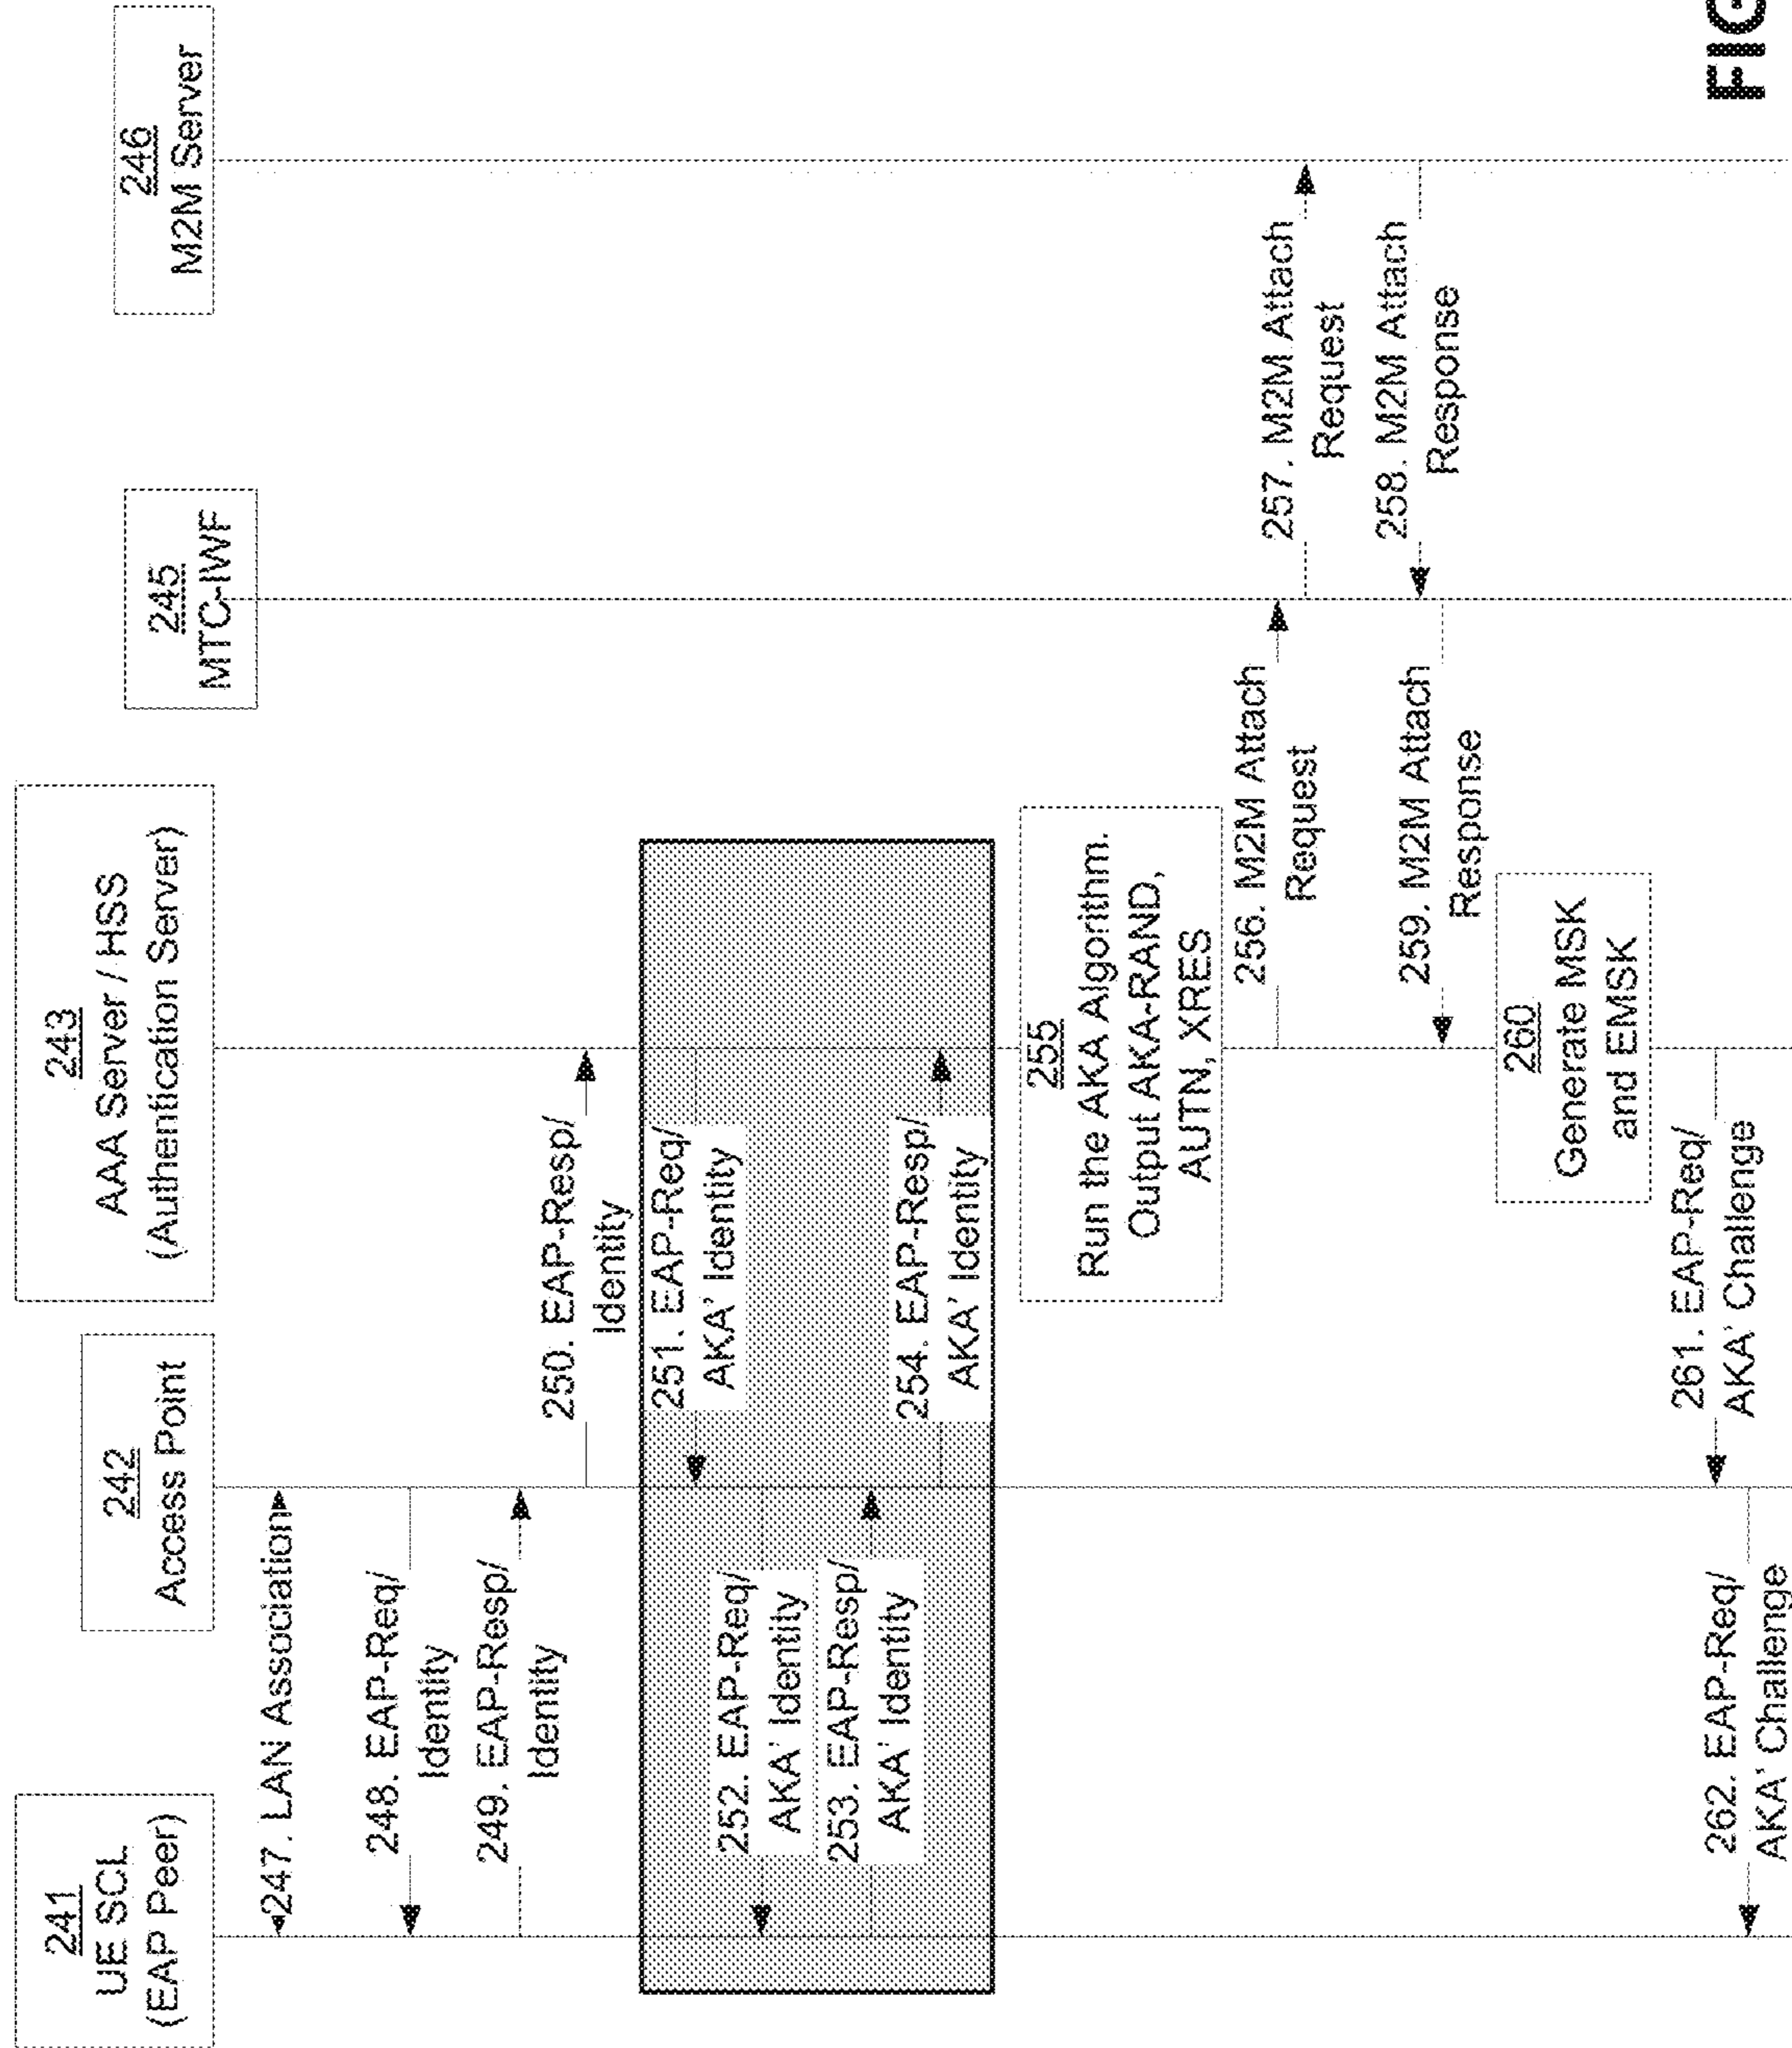 241
UE SCL
(EAP Peer)
242
Access Point
243
AAA Server / HSS
(Authentication Server)
245
MTC-IWF
246
M2M Server
247. LAN Association
248. EAP-Req/
Identity
249. EAP-Resp/
Identity
250. EAP-Resp/
Identity
251. EAP-Req/
AKA' Identity
252. EAP-Req/
AKA' Identity
253. EAP-Resp/
AKA' Identity
254. EAP-Resp/
AKA' Identity
255
Run the AKA Algorithm.
Output AKA-RAND,
AUTN, XRES
256. M2M Attach
Request
257. M2M Attach
Request
258. M2M Attach
Response
259. M2M Attach
Response
260
Generate MSK
and EMSK
261. EAP-Req/
AKA' Challenge
262. EAP-Req/
AKA' Challenge
FIG